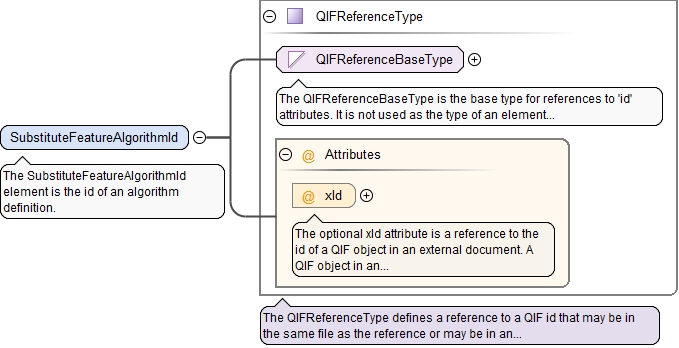 QIFReferenceType
QIFReferenceBaseType
The QIFReferenceBaseType is the base type for references to 'id'
attributes. It is not used as the type of an element...
SubstituteFeatureAlgorithmId
The SubstituteFeatureAlgorithmId
element is the id of an algorithm
definition.
@ Attributes
@ xId
The optional xId attribute is a reference to the
id of a QIF object in an external document. A
QIF object in an...
The QIFReferenceType defines a reference to a QIF id that may be in
the same file as the reference or may be in an...